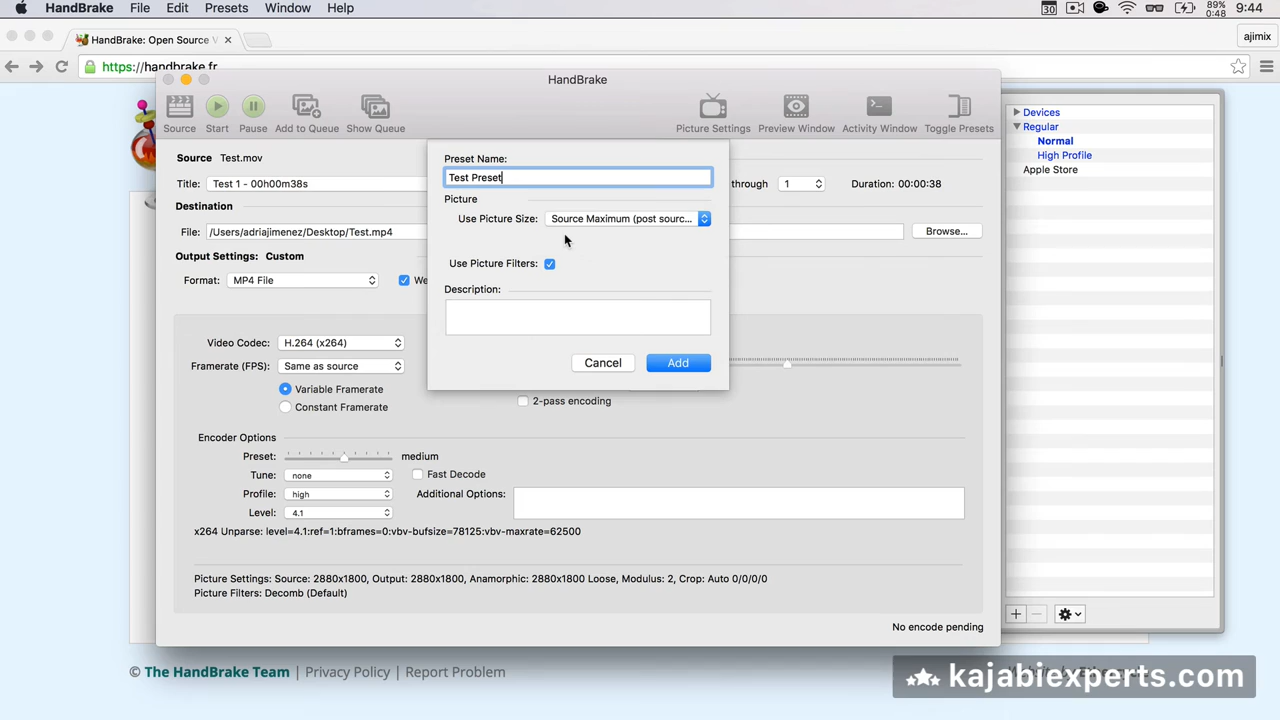 HandBrake File Edit Presets Window Help 30 89% 0:48 9:44
HandBrake: Open Source V ajimix
https://handbrake.fr
HandBrake
Source Start Pause Add to Queue Show Queue Picture Settings Preview Window Activity Window Toggle Presets
Source Test.mov
Title: Test 1 - 00h00m38s through 1 Duration: 00:00:38
Destination
File: /Users/adriajimenez/Desktop/Test.mp4 Browse...
Output Settings: Custom
Format: MP4 File We
Preset Name:
Test Preset
Picture
Use Picture Size: Source Maximum (post sourc...
Use Picture Filters:
Description:
Cancel Add
Video Codec: H.264 (x264)
Framerate (FPS): Same as source
Variable Framerate
Constant Framerate
2-pass encoding
Encoder Options
Preset: medium
Tune: none Fast Decode
Profile: high Additional Options:
Level: 4.1
x264 Unparse: level=4.1:ref=1:bframes=0:vbv-bufsize=78125:vbv-maxrate=62500
Picture Settings: Source: 2880x1800, Output: 2880x1800, Anamorphic: 2880x1800 Loose, Modulus: 2, Crop: Auto 0/0/0/0
Picture Filters: Decomb (Default)
No encode pending
Devices
Regular
Normal
High Profile
Apple Store
© The HandBrake Team | Privacy Policy | Report Problem
kajabiexperts.com